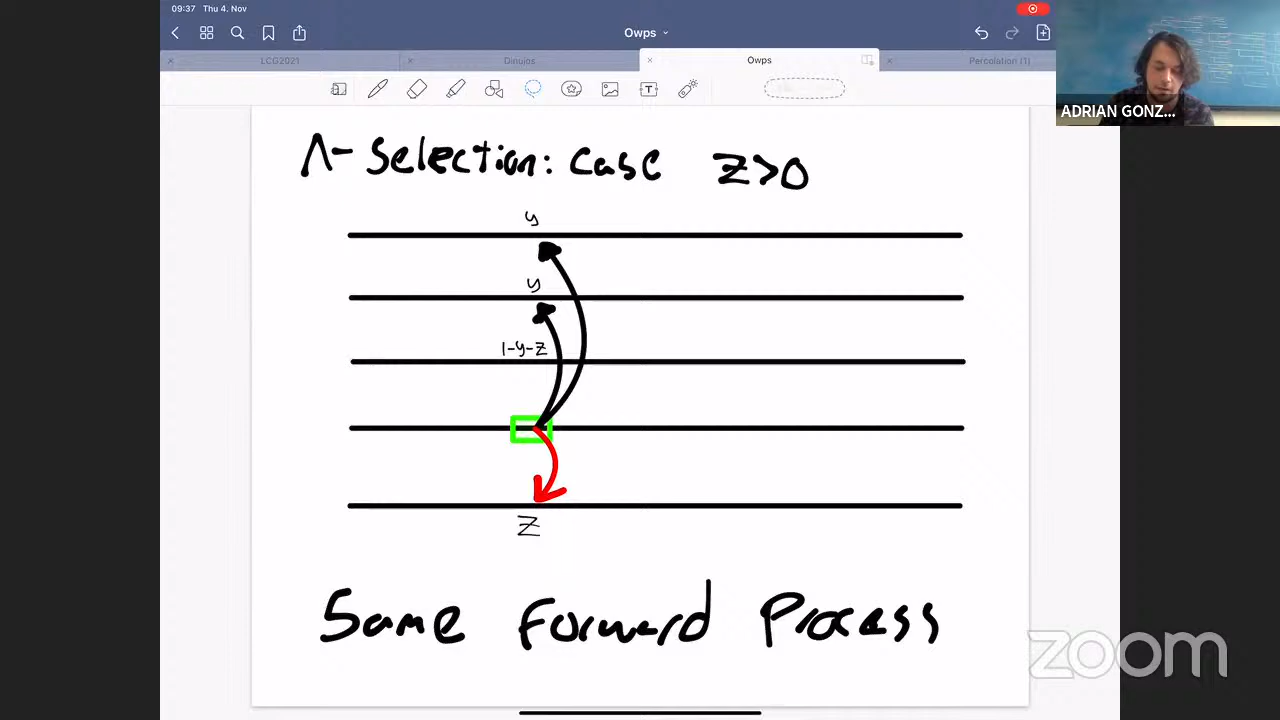 09:37 Thu 4. Nov
Owps
LCG2021
Dinujos
Owps
Percolation (1)
ADRIAN GONZ...
Λ- Selection: Case Z>0
y
y
1-y-z
Z
Same Forward Process
zoom